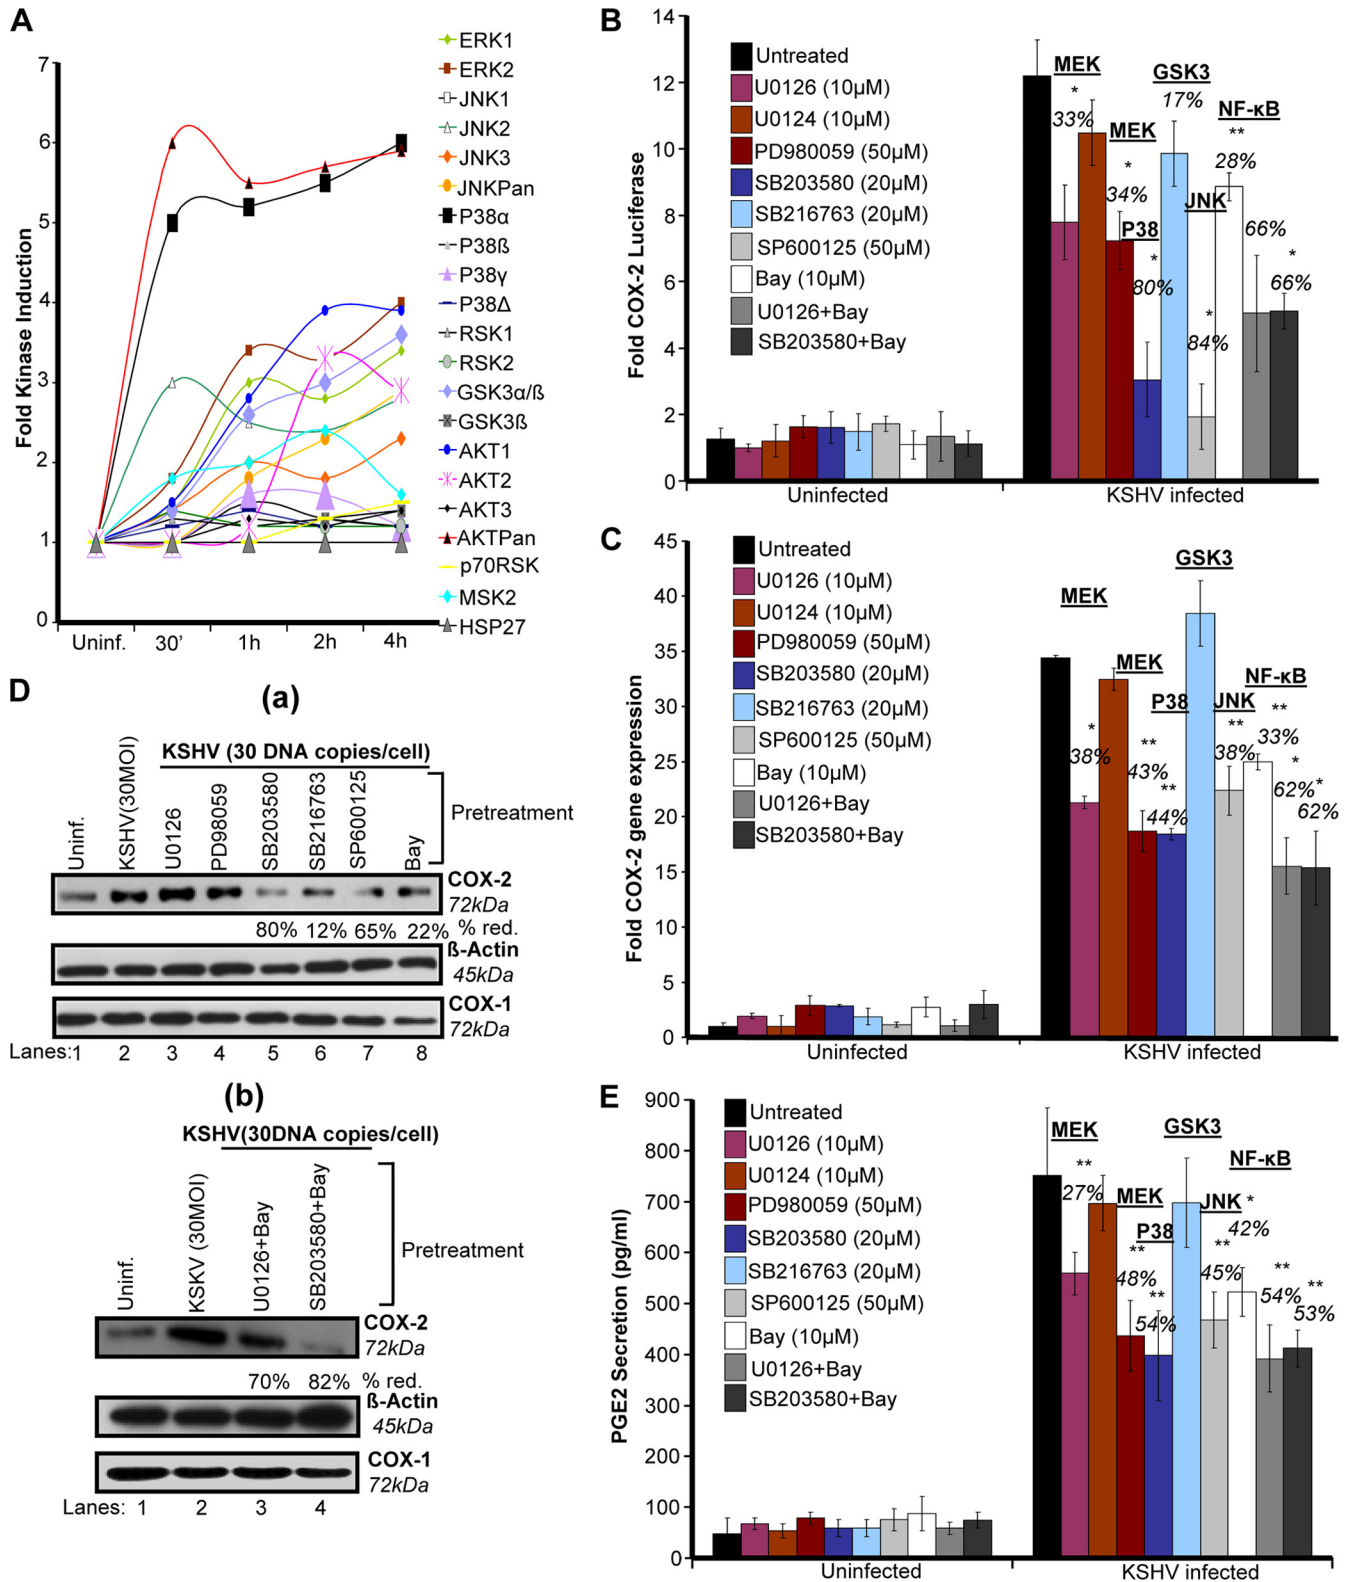 A
7
6
5
4
3
2
1
0
Fold Kinase Induction
Uninf. 30' 1h 2h 4h
ERK1
ERK2
JNK1
JNK2
JNK3
JNKPan
P38α
P38ß
P38γ
P38Δ
RSK1
RSK2
GSK3α/ß
GSK3ß
AKT1
AKT2
AKT3
AKTPan
p70RSK
MSK2
HSP27
B
14
12
10
8
6
4
2
0
Fold COX-2 Luciferase
Untreated
U0126 (10µM)
U0124 (10µM)
PD980059 (50µM)
SB203580 (20µM)
SB216763 (20µM)
SP600125 (50µM)
Bay (10µM)
U0126+Bay
SB203580+Bay
MEK
*
33%
MEK
*
34%
P38
*
80%
GSK3
17%
JNK
*
84%
NF-κB
**
28%
66%
*
66%
Uninfected KSHV infected
C
45
40
35
30
25
20
15
10
5
0
Fold COX-2 gene expression
Untreated
U0126 (10µM)
U0124 (10µM)
PD980059 (50µM)
SB203580 (20µM)
SB216763 (20µM)
SP600125 (50µM)
Bay (10µM)
U0126+Bay
SB203580+Bay
MEK
*
38%
MEK
**
43%
P38
**
44%
GSK3
JNK
**
38%
NF-κB
**
33%
*
62%
*
62%
Uninfected KSHV infected
D
(a)
KSHV (30 DNA copies/cell)
Uninf.
KSHV(30MOI)
U0126
PD98059
SB203580
SB216763
SP600125
Bay
Pretreatment
COX-2
72kDa
80% 12% 65% 22% % red.
ß-Actin
45kDa
COX-1
72kDa
Lanes:1 2 3 4 5 6 7 8
(b)
KSHV(30DNA copies/cell)
Uninf.
KSKV (30MOI)
U0126+Bay
SB203580+Bay
Pretreatment
COX-2
72kDa
70% 82% % red.
ß-Actin
45kDa
COX-1
72kDa
Lanes: 1 2 3 4
E
900
800
700
600
500
400
300
200
100
0
PGE2 Secretion (pg/ml)
Untreated
U0126 (10µM)
U0124 (10µM)
PD980059 (50µM)
SB203580 (20µM)
SB216763 (20µM)
SP600125 (50µM)
Bay (10µM)
U0126+Bay
SB203580+Bay
MEK
**
27%
MEK
**
48%
P38
**
54%
GSK3
JNK
**
45%
NF-κB
*
42%
**
54%
**
53%
Uninfected KSHV infected